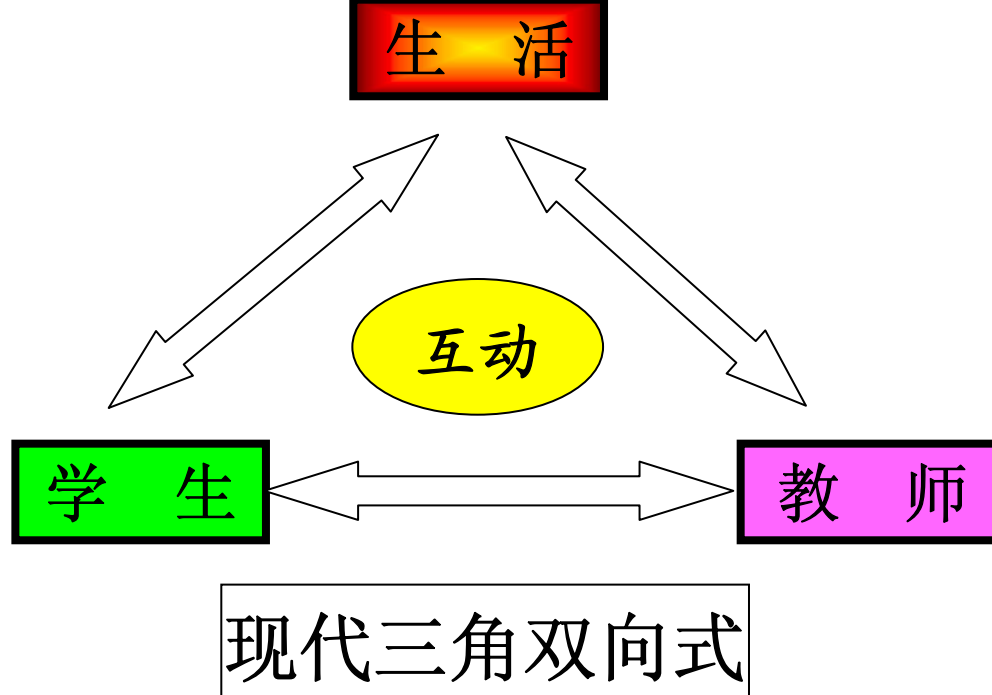 生 活
互动
学 生
教 师
现代三角双向式